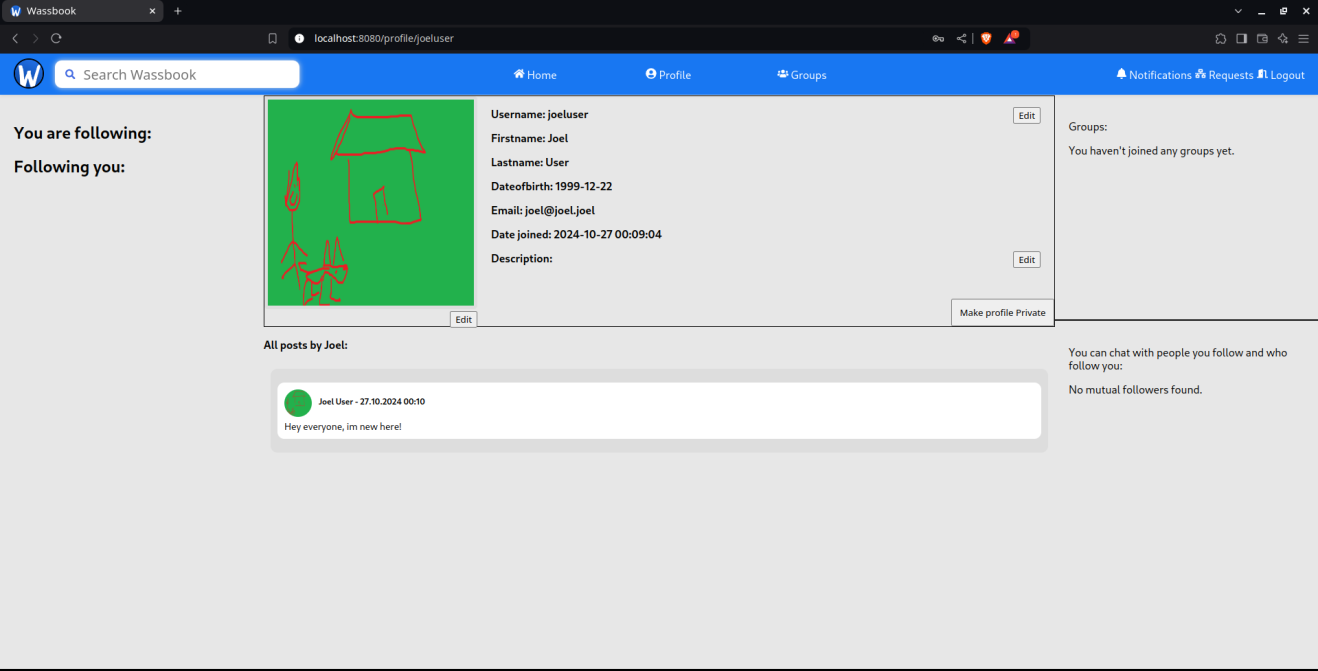 Wassbook
localhost:8080/profile/joeluser
W
Search Wassbook
Home
Profile
Groups
Notifications
Requests
Logout
You are following:
Following you:
Edit
Username: joeluser
Edit
Firstname: Joel
Lastname: User
Dateofbirth: 1999-12-22
Email: joel@joel.joel
Date joined: 2024-10-27 00:09:04
Description:
Edit
Make profile Private
All posts by Joel:
Joel User - 27.10.2024 00:10
Hey everyone, im new here!
Groups:
You haven't joined any groups yet.
You can chat with people you follow and who
follow you:
No mutual followers found.